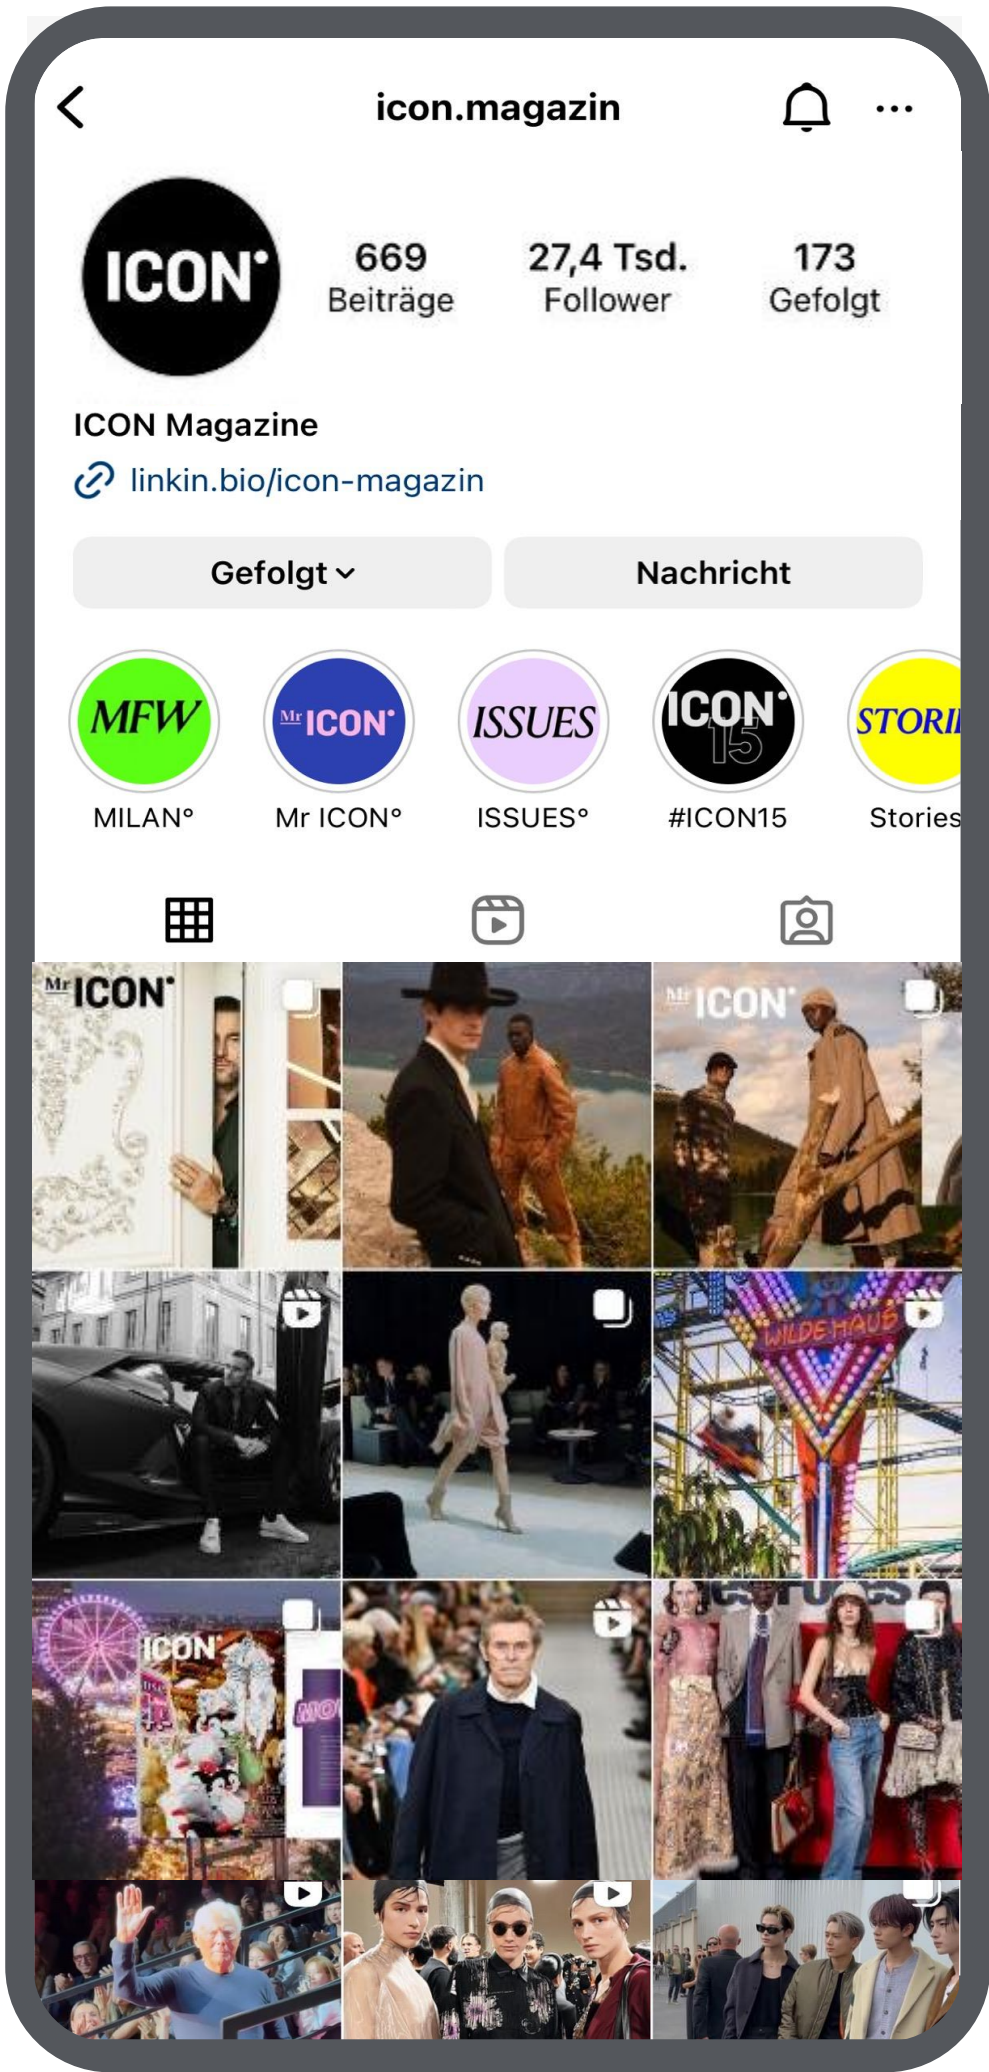 icon.magazin
ICON°
669
Beiträge
27,4 Tsd.
Follower
173
Gefolgt
ICON Magazine
linkin.bio/icon-magazin
Gefolgt
Nachricht
MFW
Mr ICON°
ISSUES
ICON°
15
STORI
MILAN°
Mr ICON°
ISSUES°
#ICON15
Stories
Mr ICON°
Mr ICON°
WILDE MAUS
ICON°
MO